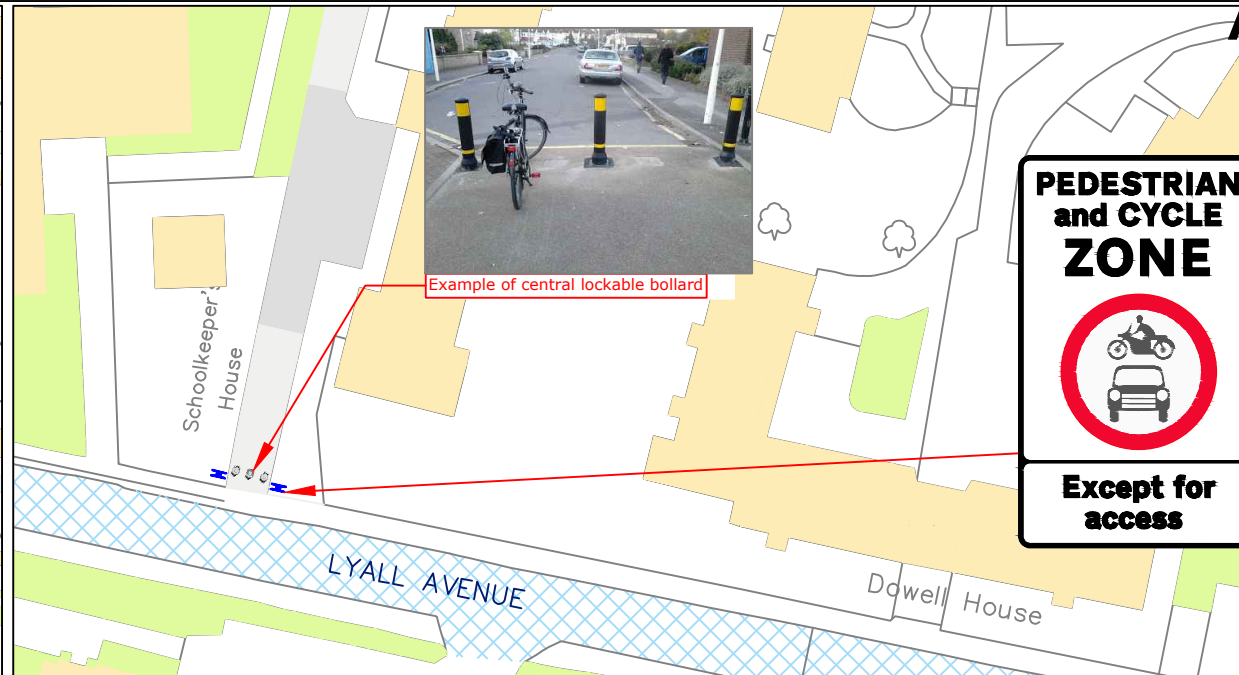 Example of central lockable bollard
PEDESTRIAN
and CYCLE
ZONE
Except for
access
Schoolkeeper's
House
LYALL AVENUE
Dowell House